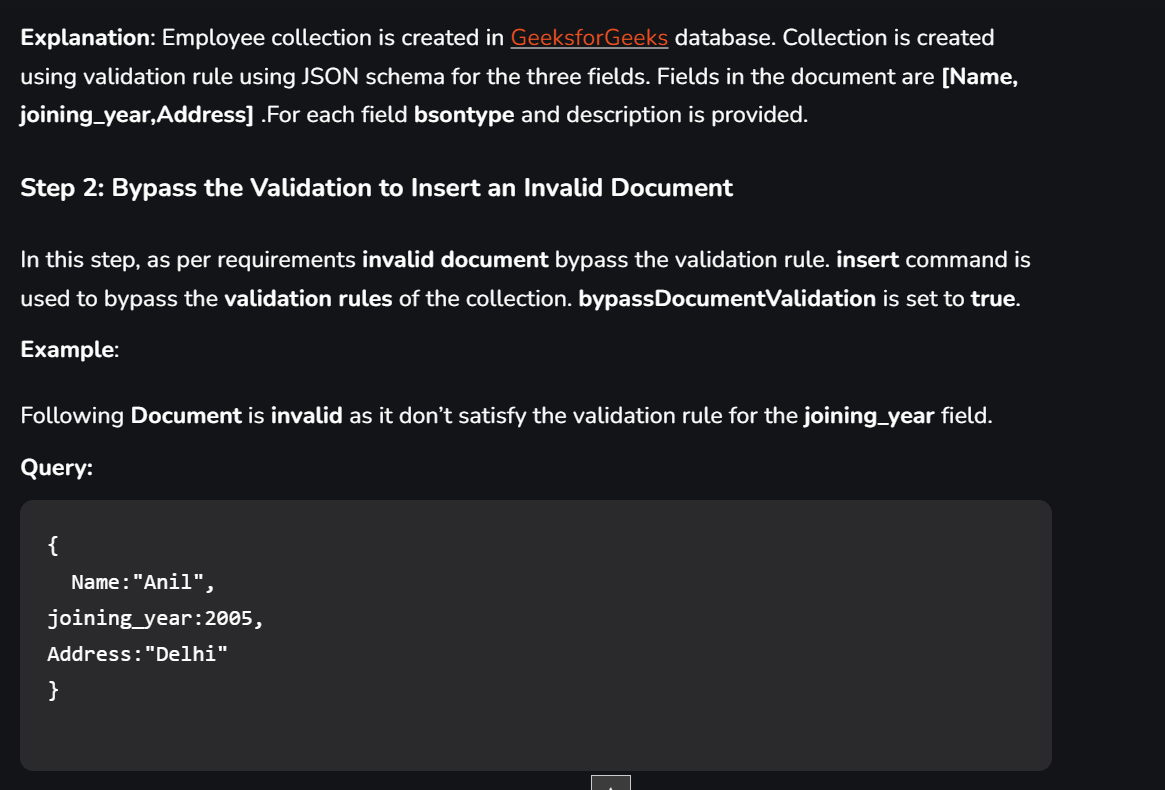 Explanation: Employee collection is created in GeeksforGeeks database. Collection is created
using validation rule using JSON schema for the three fields. Fields in the document are [Name,
joining_year,Address] .For each field bsontype and description is provided.
Step 2: Bypass the Validation to Insert an Invalid Document
In this step, as per requirements invalid document bypass the validation rule. insert command is
used to bypass the validation rules of the collection. bypassDocumentValidation is set to true.
Example:
Following Document is invalid as it don’t satisfy the validation rule for the joining_year field.
Query:
{
  Name:"Anil",
joining_year:2005,
Address:"Delhi"
}